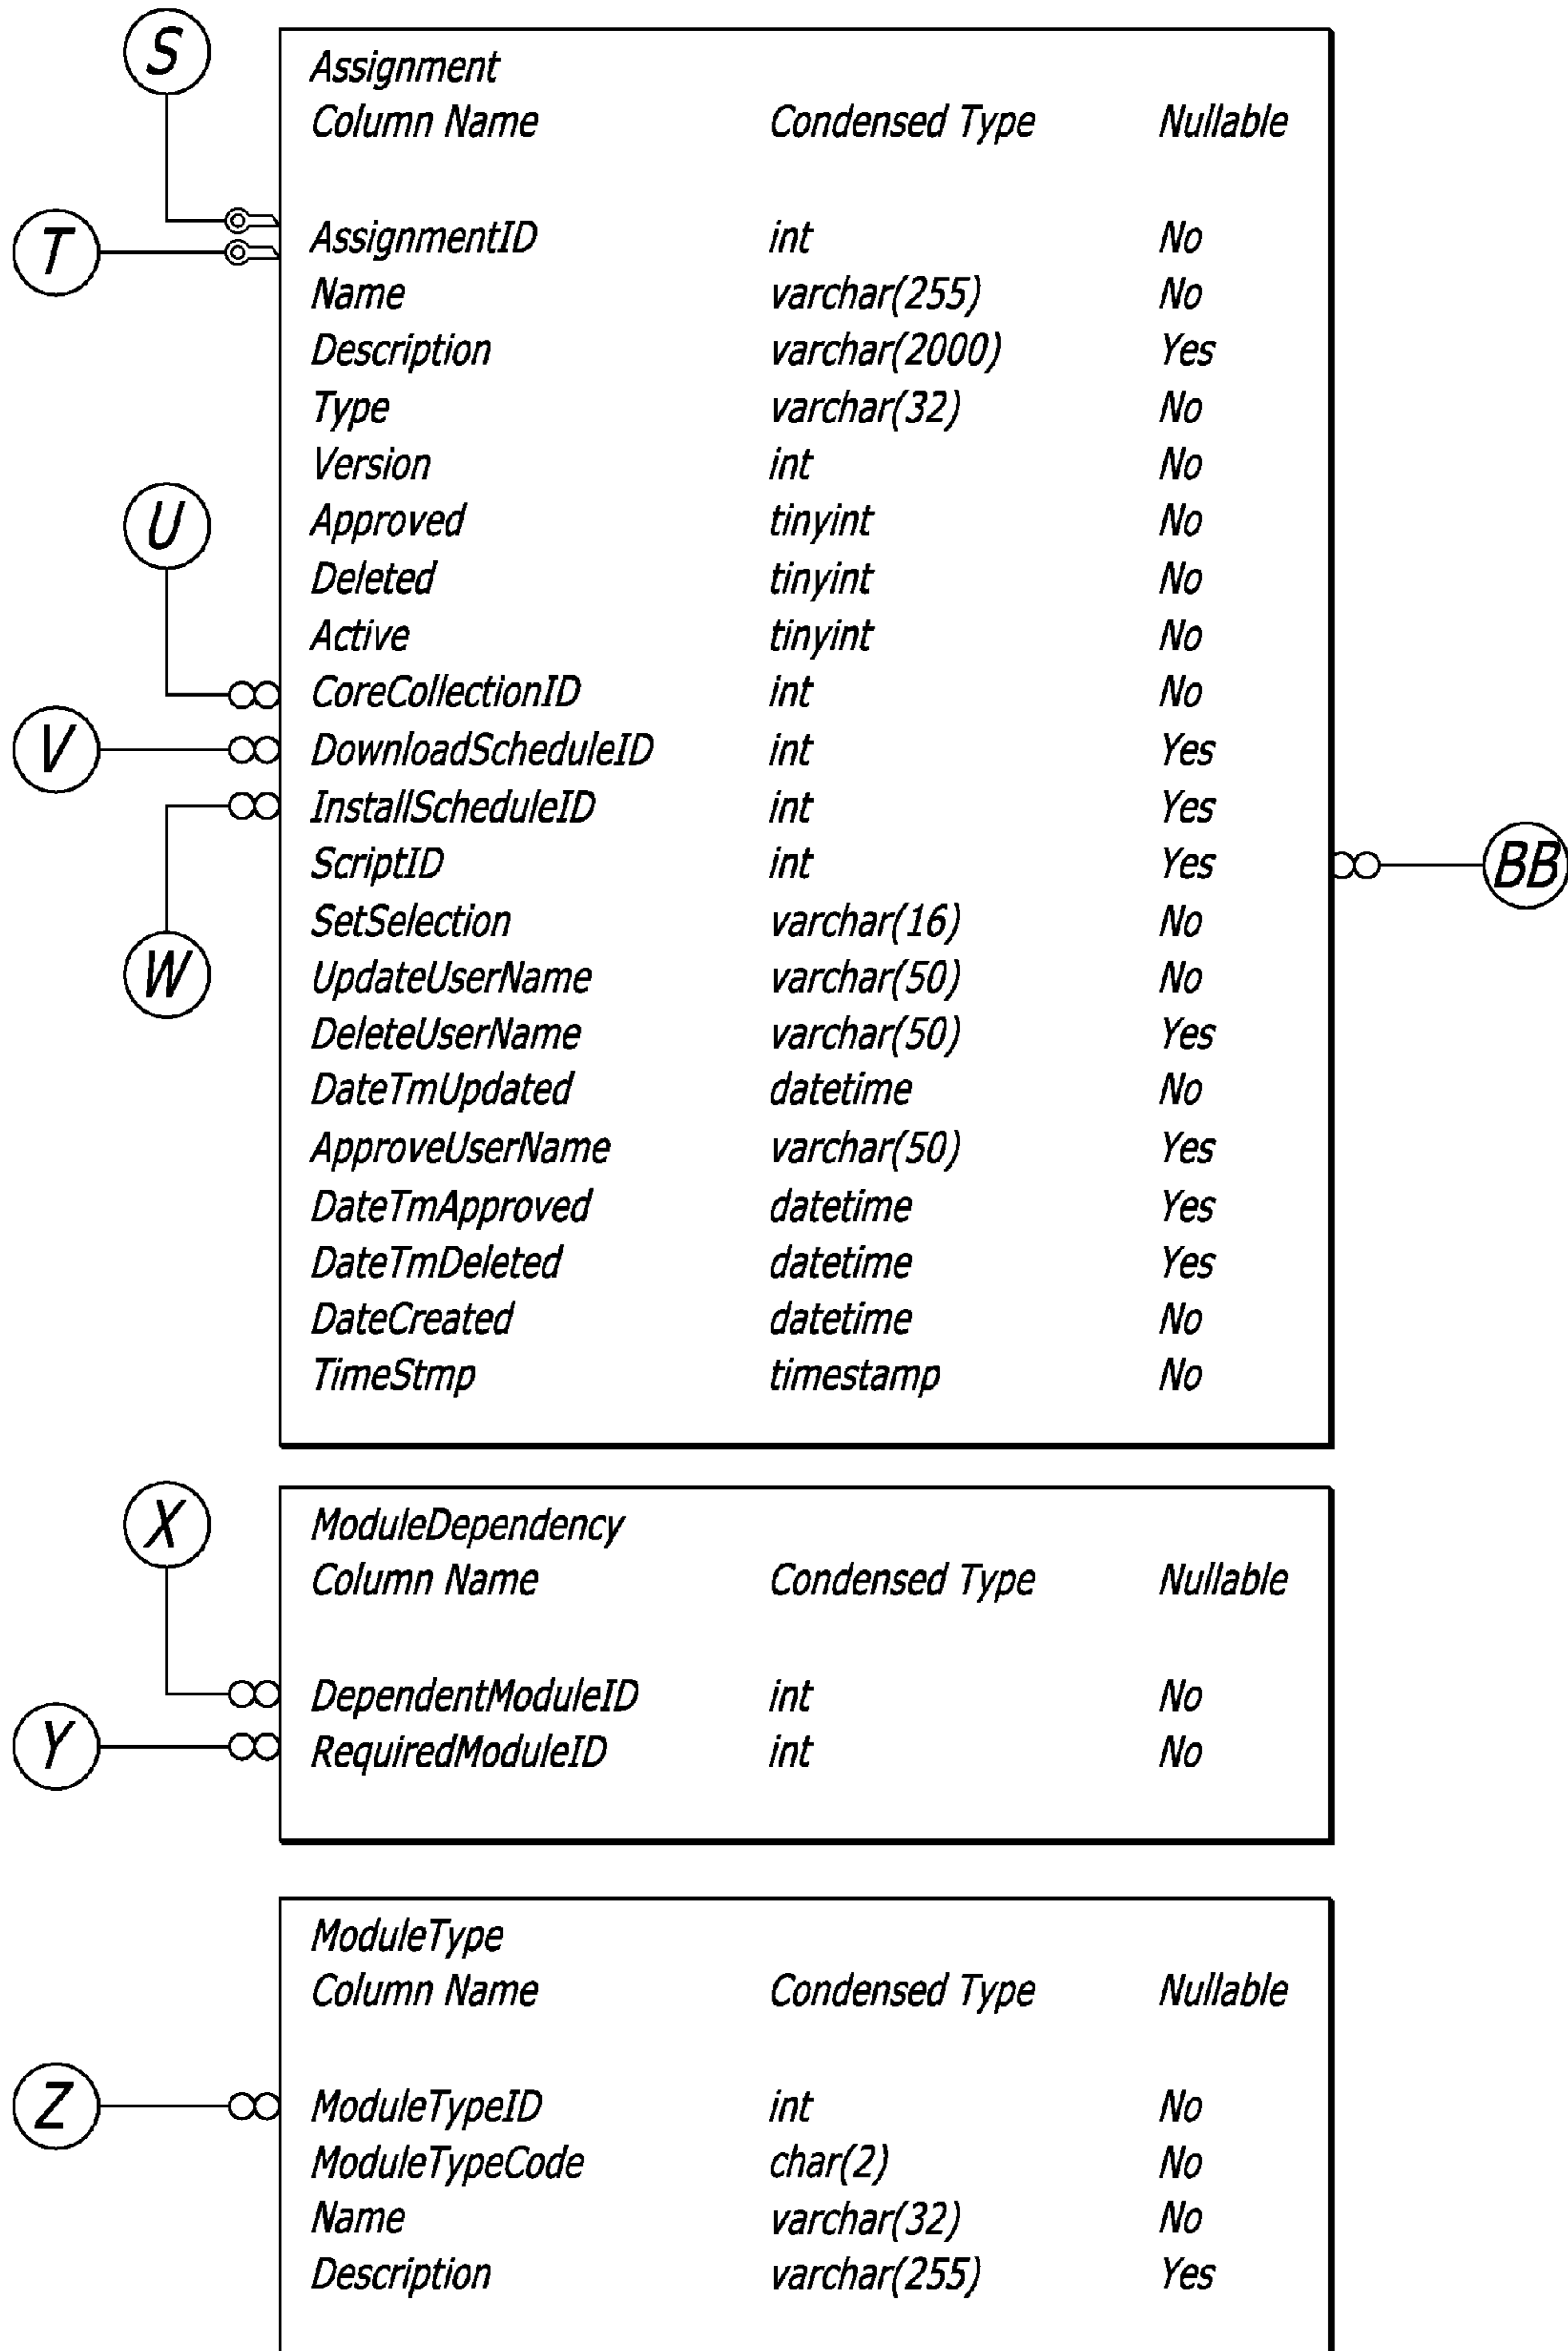 S
Assignment
Column Name Condensed Type Nullable
T
AssignmentID int No
Name varchar(255) No
Description varchar(2000) Yes
Type varchar(32) No
Version int No
U
Approved tinyint No
Deleted tinyint No
Active tinyint No
CoreCollectionID int No
V
DownloadScheduleID int Yes
InstallScheduleID int Yes
ScriptID int Yes
BB
SetSelection varchar(16) No
W
UpdateUserName varchar(50) No
DeleteUserName varchar(50) Yes
DateTmUpdated datetime No
ApproveUserName varchar(50) Yes
DateTmApproved datetime Yes
DateTmDeleted datetime Yes
DateCreated datetime No
TimeStmp timestamp No
X
ModuleDependency
Column Name Condensed Type Nullable
DependentModuleID int No
Y
RequiredModuleID int No
ModuleType
Column Name Condensed Type Nullable
Z
ModuleTypeID int No
ModuleTypeCode char(2) No
Name varchar(32) No
Description varchar(255) Yes